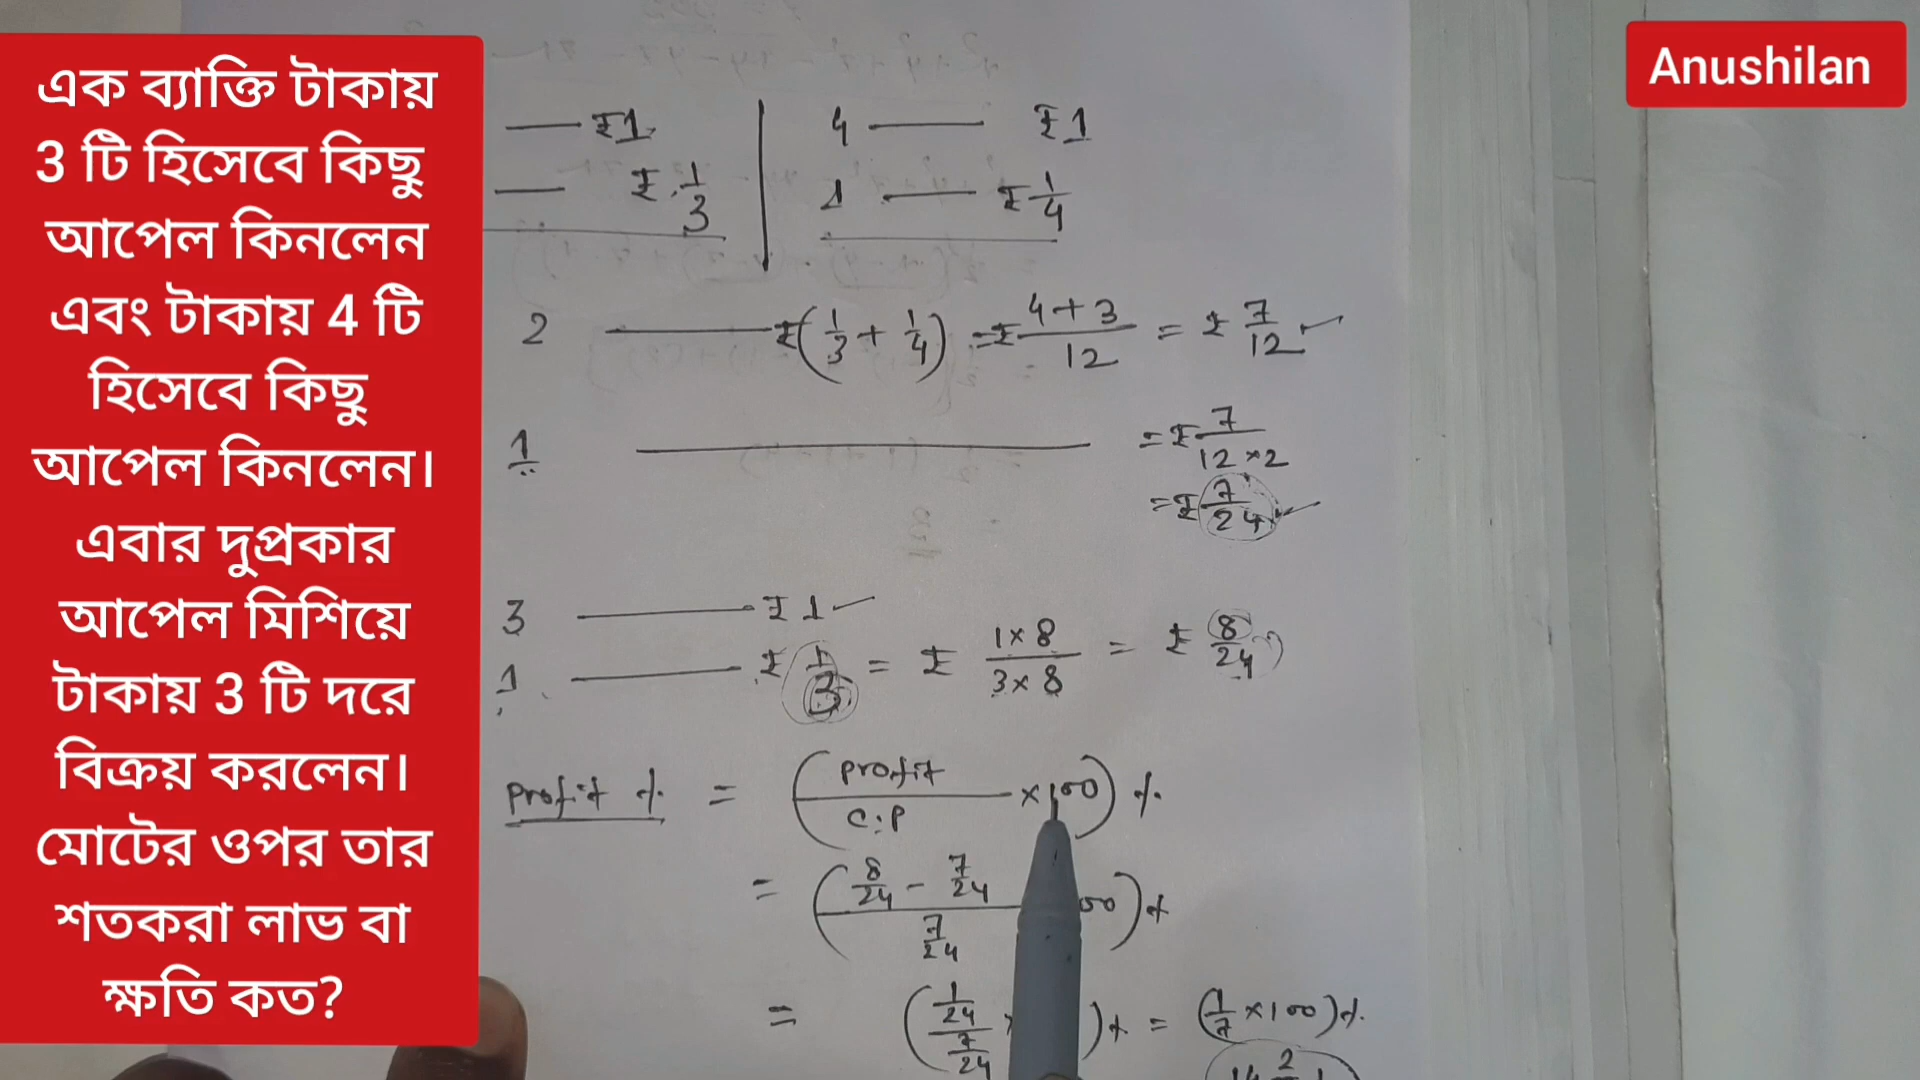 এক ব্যাক্তি টাকায়
3 টি হিসেবে কিছু
আপেল কিনলেন
এবং টাকায় 4 টি
হিসেবে কিছু
আপেল কিনলেন।
এবার দুপ্রকার
আপেল মিশিয়ে
টাকায় 3 টি দরে
বিক্রয় করলেন।
মোটের ওপর তার
শতকরা লাভ বা
ক্ষতি কত?
Anushilan
— ₹1
— ₹ 1/3
4 — ₹1
1 — ₹ 1/4
2 — ₹(1/3 + 1/4) = ₹ (4+3)/12 = ₹ 7/12
1 — = ₹ 7/(12×2)
= ₹ 7/24
3 — ₹ 1
1 — ₹ 1/3 = ₹ (1×8)/(3×8) = ₹ 8/24
Profit % = (Profit/C.P ×100) %
= ((8/24 - 7/24)/(7/24) 00) %
= ((1/24)/(7/24) × ) % = (1/7 ×100) %
14 2